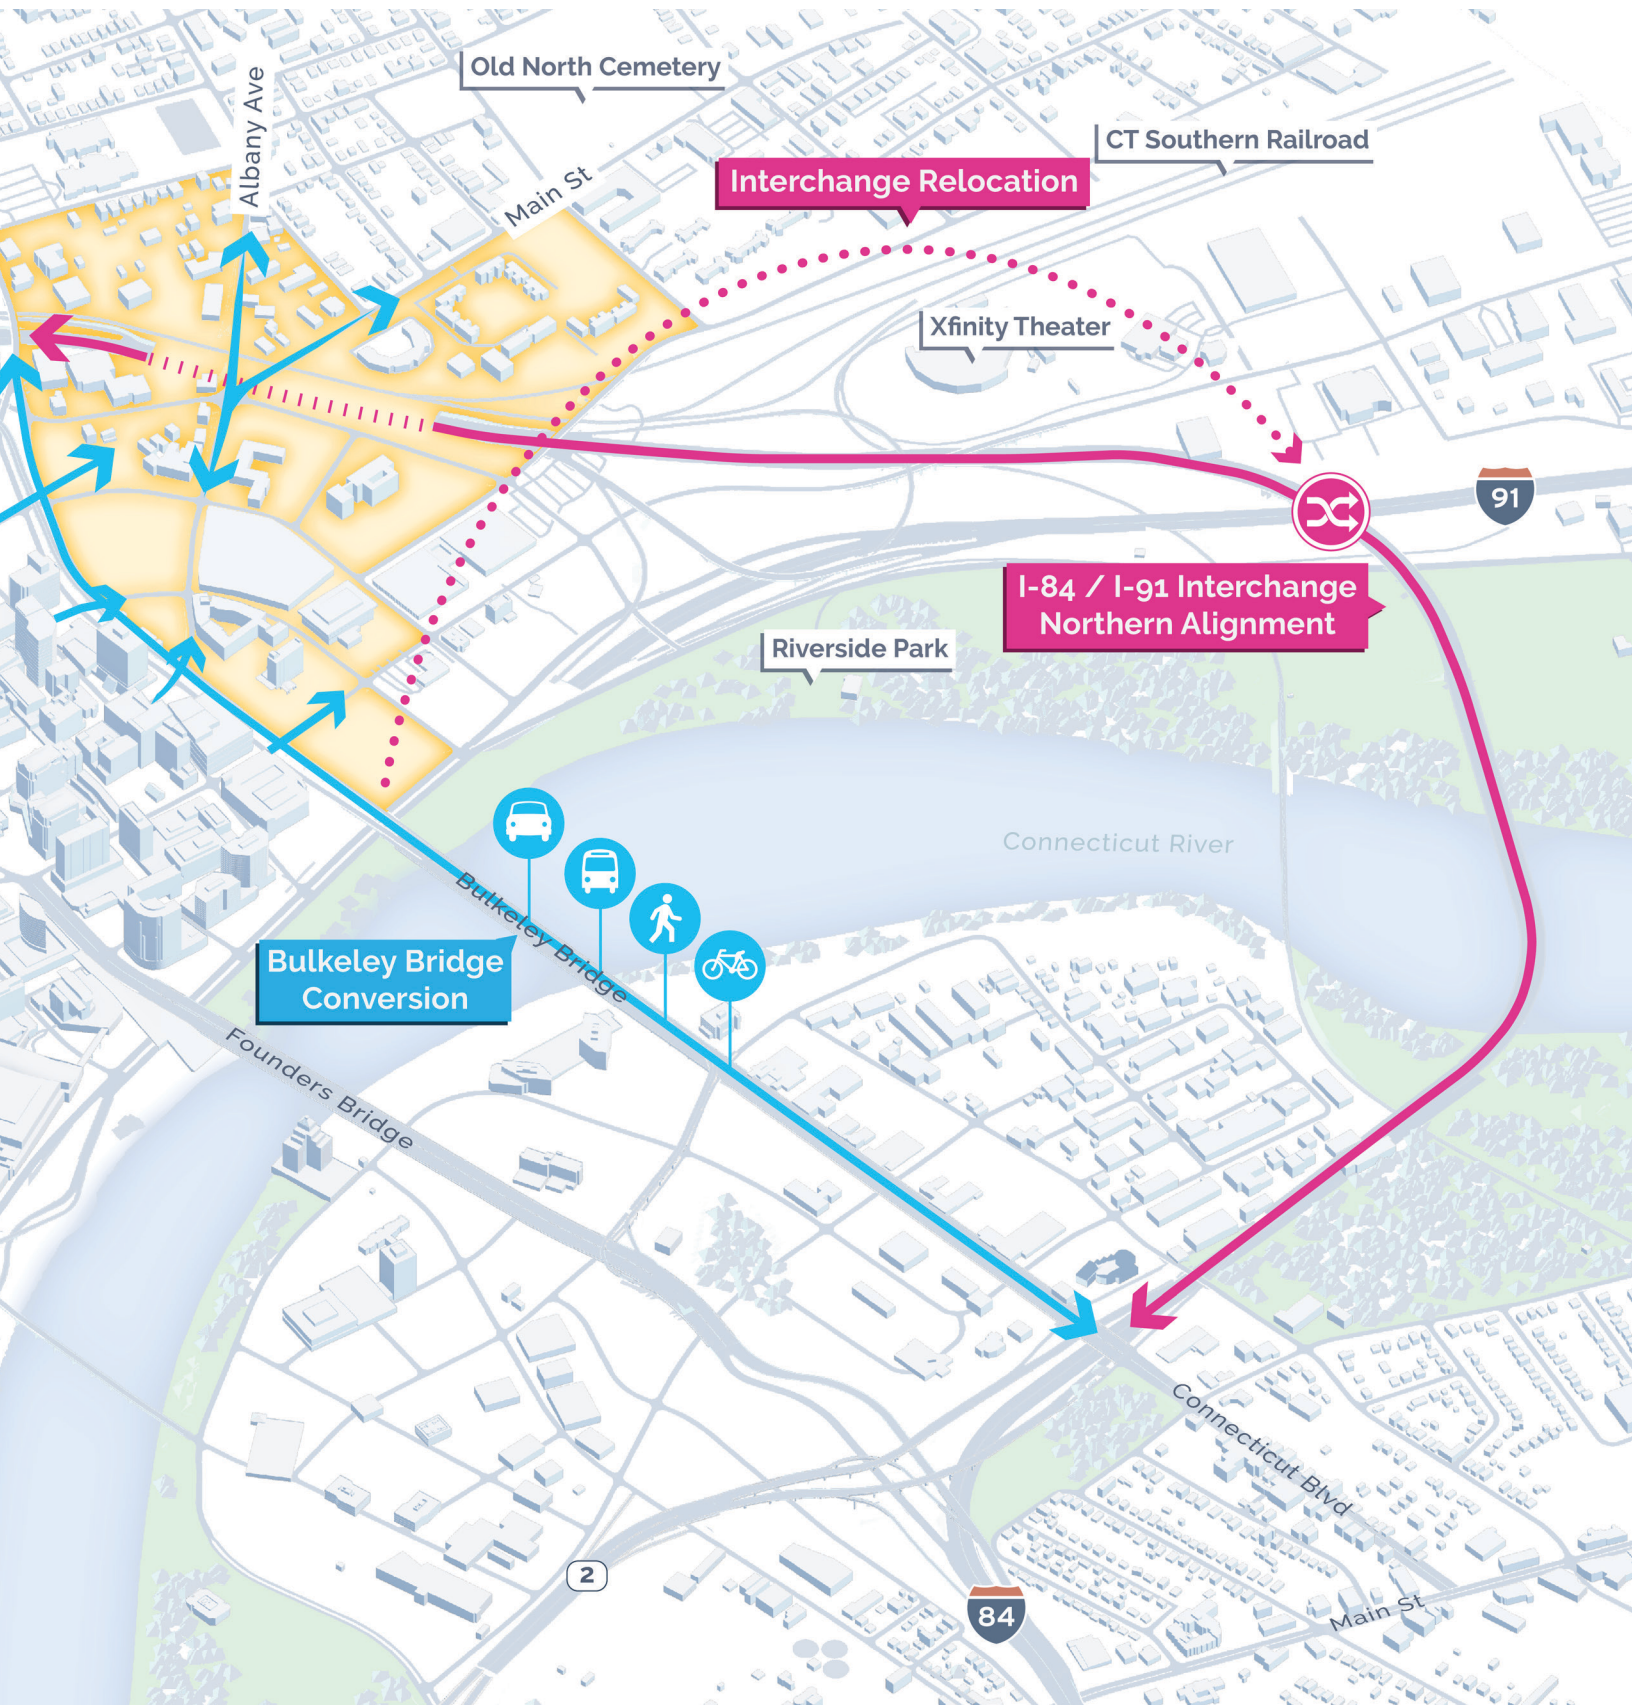 Old North Cemetery
Albany Ave
CT Southern Railroad
Interchange Relocation
Main St
Xfinity Theater
91
I-84 / I-91 Interchange
Northern Alignment
Riverside Park
Connecticut River
Bulkeley Bridge
Bulkeley Bridge
Conversion
Founders Bridge
Connecticut Blvd
2
84
Main St